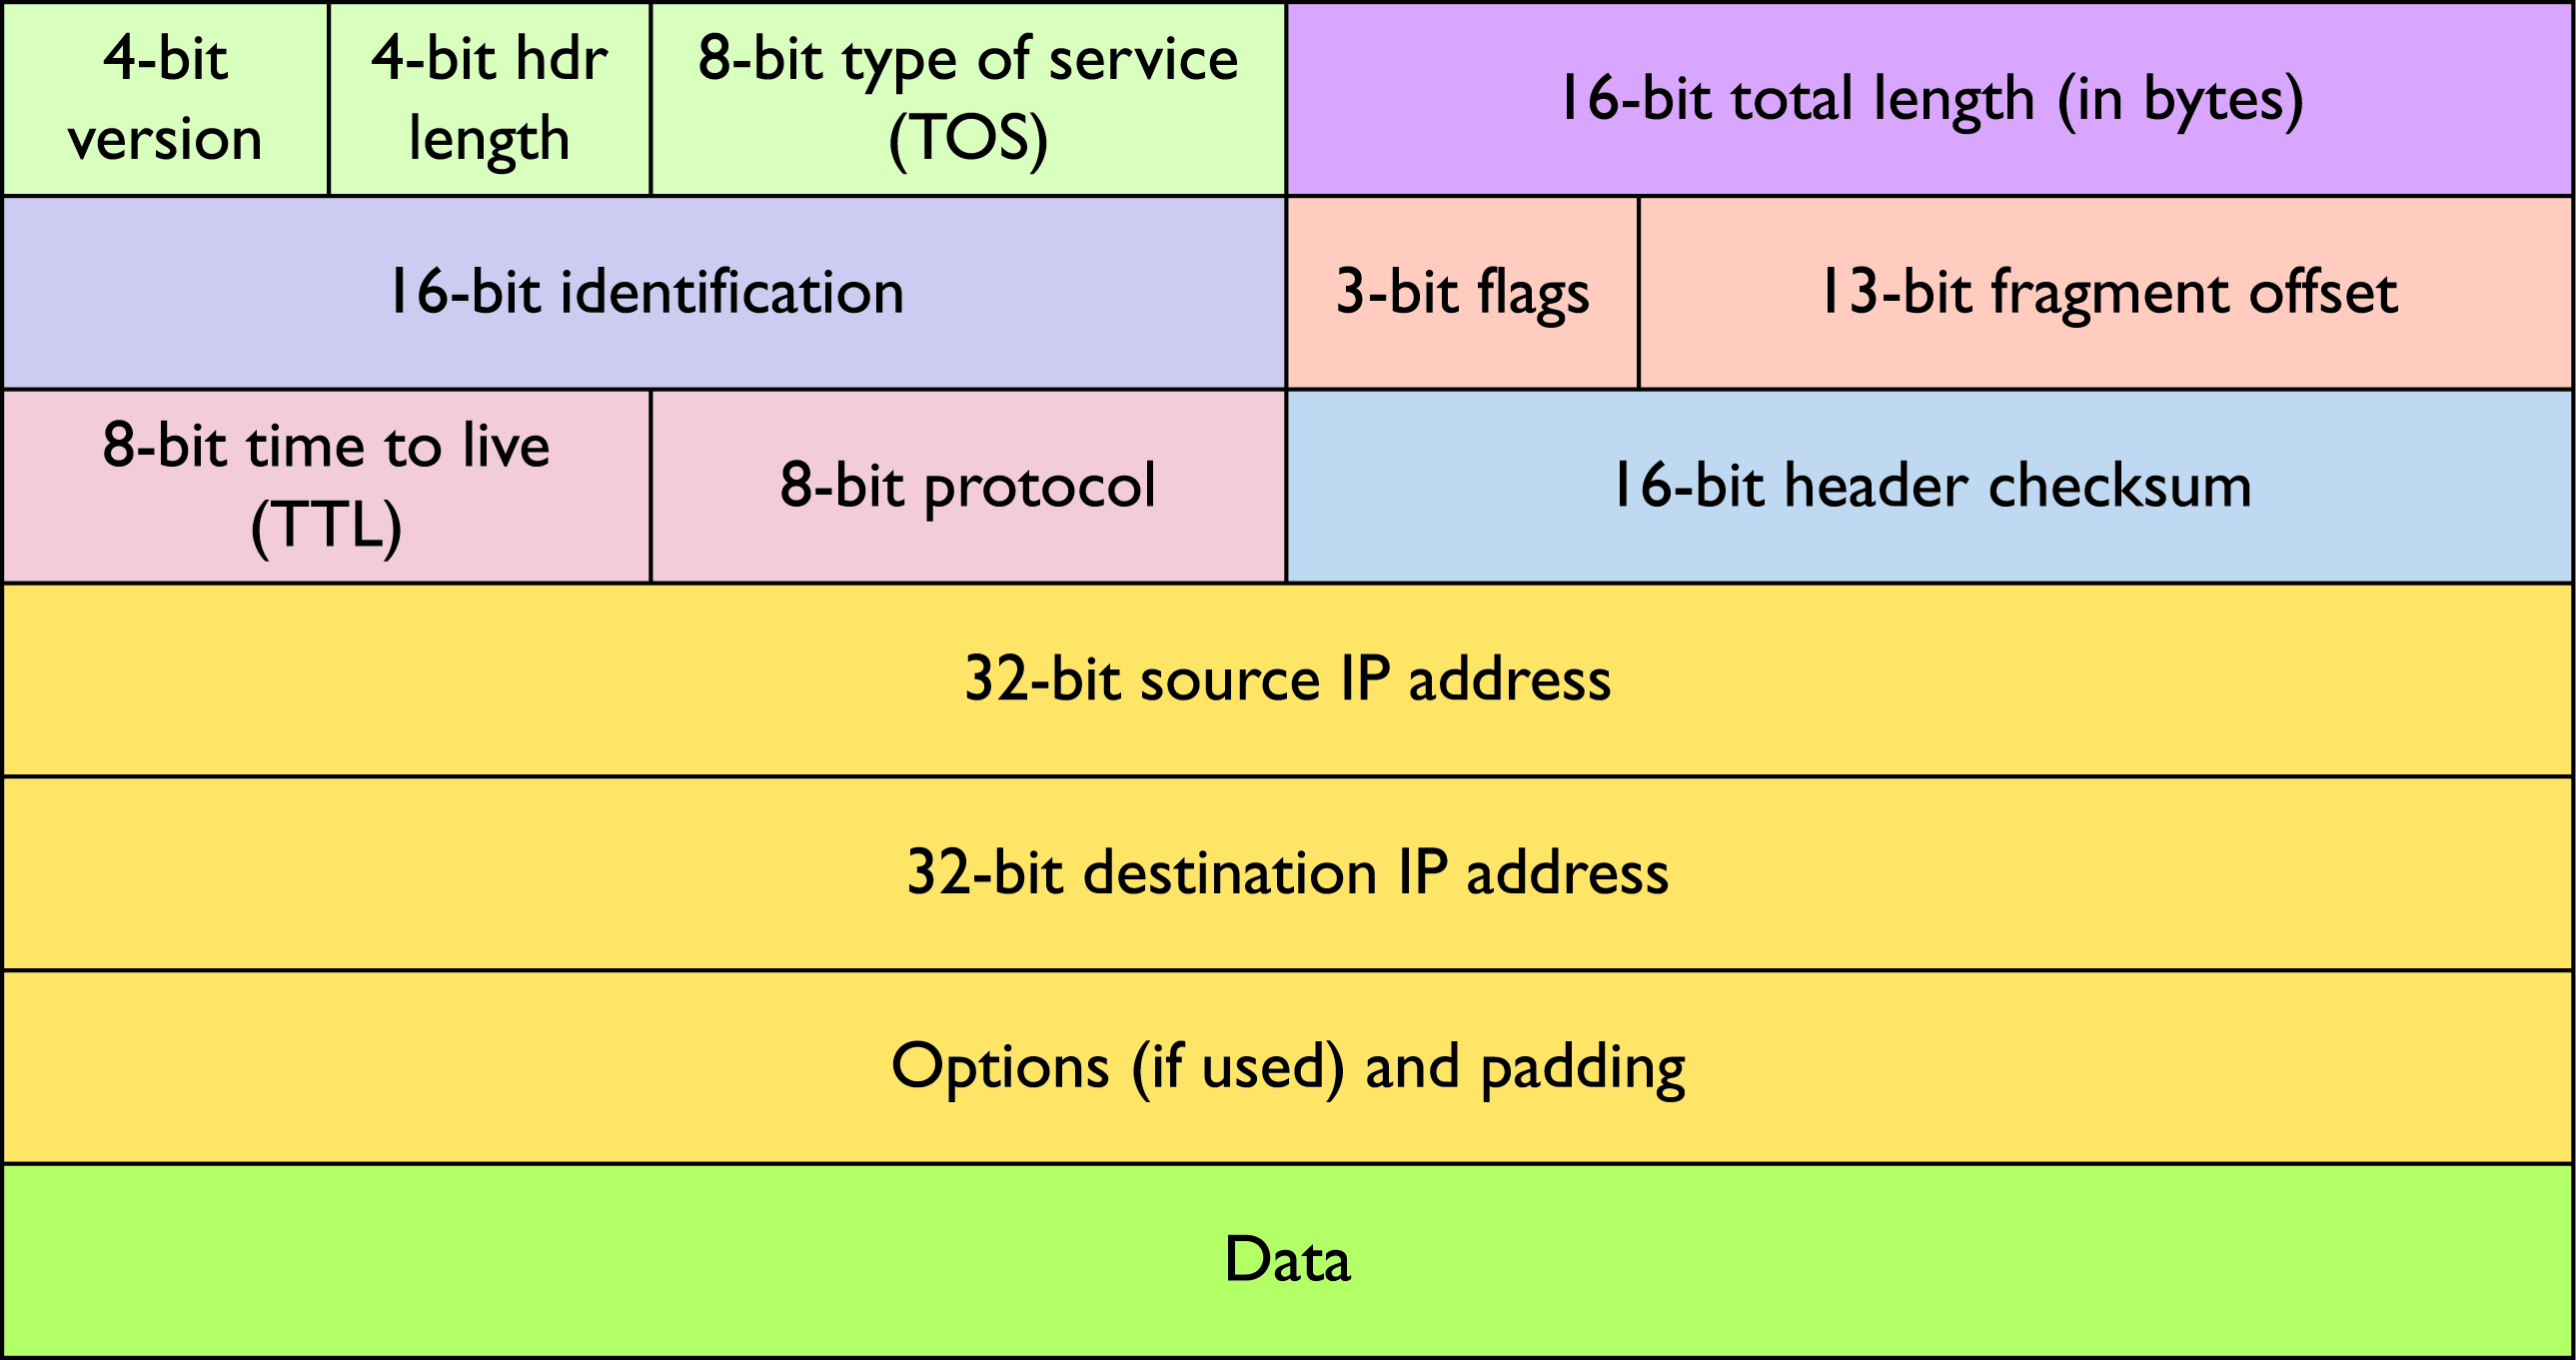 4-bit
version
4-bit hdr
length
8-bit type of service
(TOS)
16-bit total length (in bytes)
16-bit identification
3-bit flags
13-bit fragment offset
8-bit time to live
(TTL)
8-bit protocol
16-bit header checksum
32-bit source IP address
32-bit destination IP address
Options (if used) and padding
Data